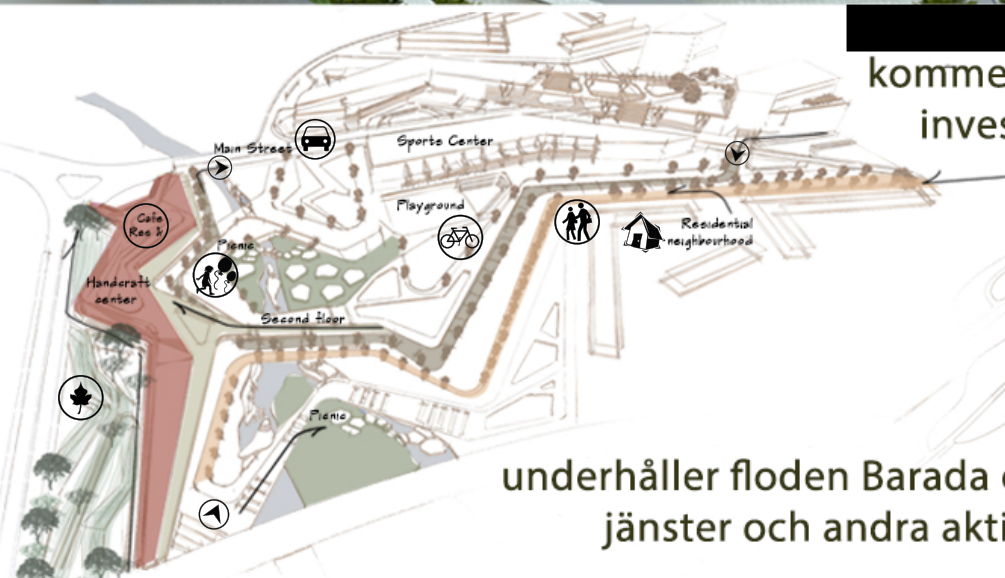 komme
inves
Main Street
Sports Center
Cafe
Res &
Playground
Residential
neighbourhood
Picnic
Handcraft
center
Second floor
Picnic
underhåller floden Barada
jänster och andra akti